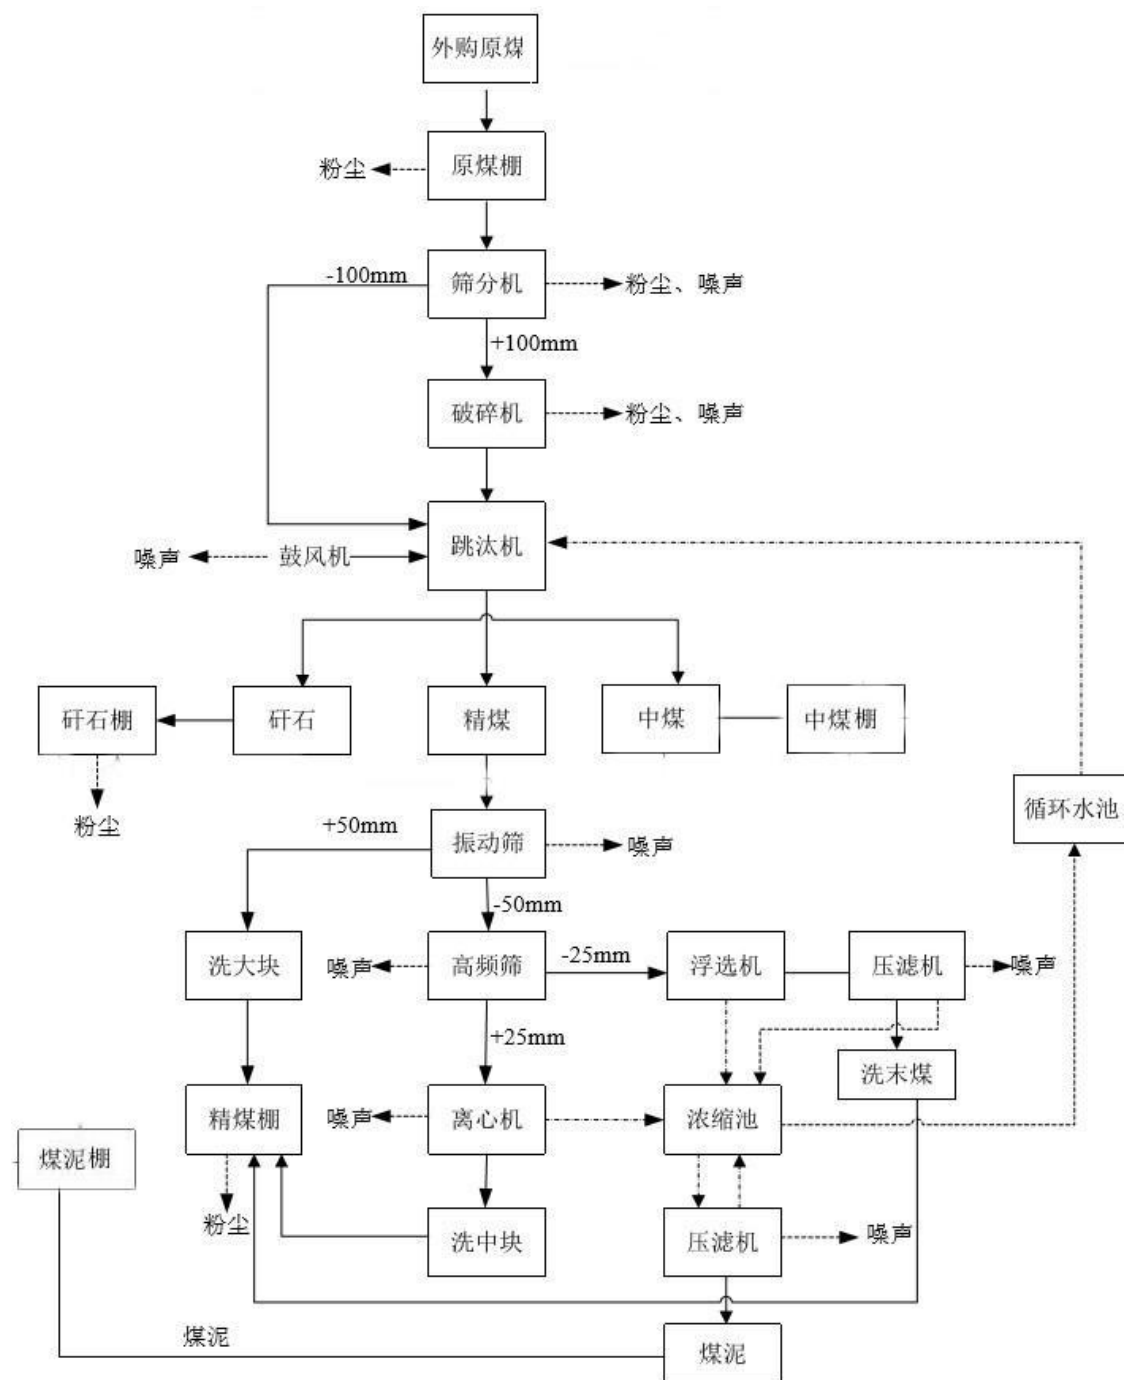 外购原煤
粉尘
原煤棚
-100mm
筛分机
粉尘、噪声
+100mm
破碎机
粉尘、噪声
跳汰机
噪声
鼓风机
矸石棚
矸石
精煤
中煤
中煤棚
粉尘
循环水池
+50mm
振动筛
噪声
-50mm
洗大块
噪声
高频筛
-25mm
浮选机
压滤机
噪声
+25mm
洗末煤
精煤棚
噪声
离心机
浓缩池
煤泥棚
粉尘
洗中块
压滤机
噪声
煤泥
煤泥